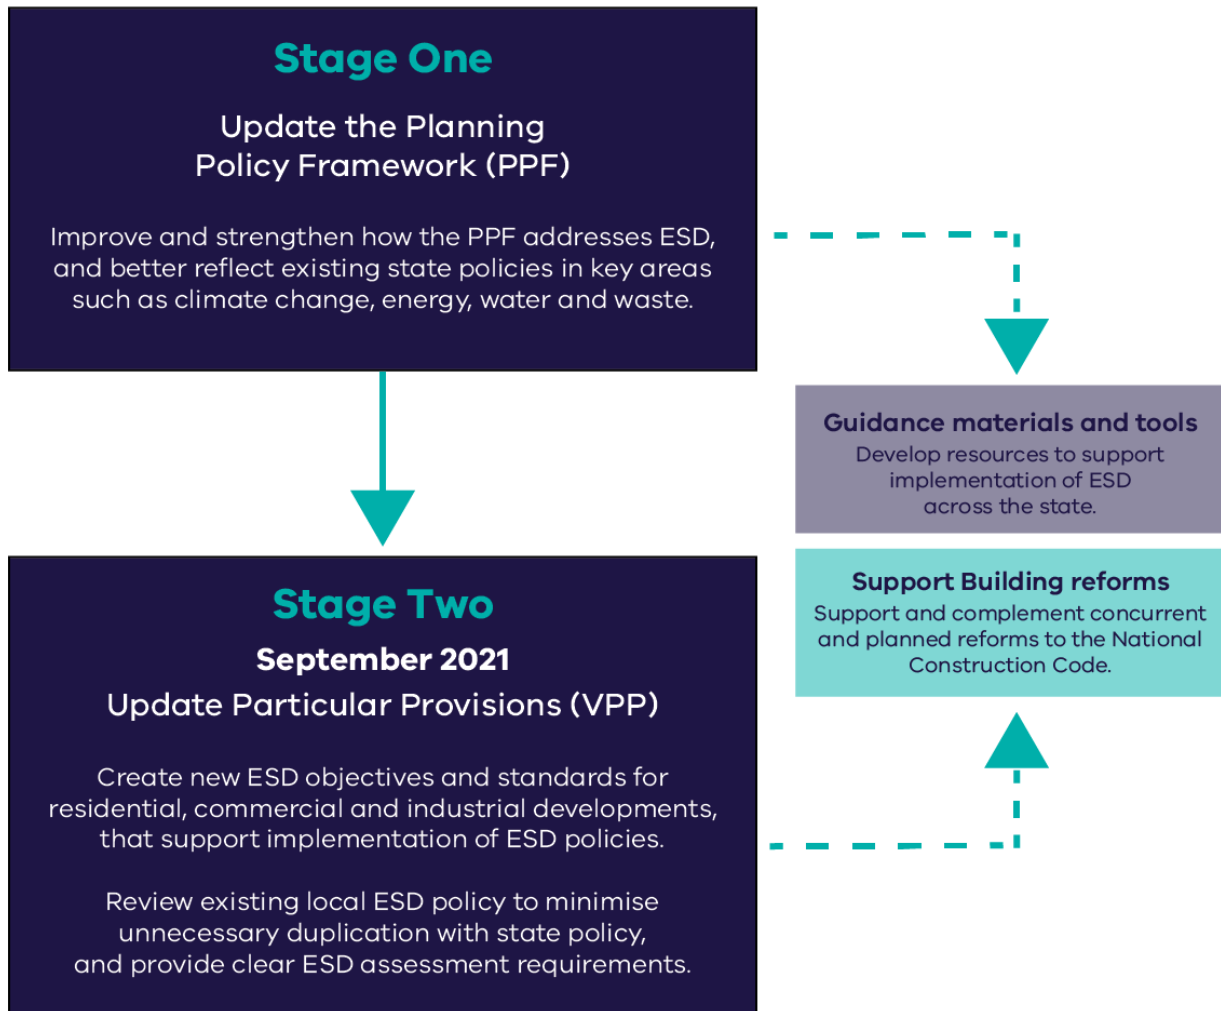 Stage One
Update the Planning
Policy Framework (PPF)
Improve and strengthen how the PPF addresses ESD,
and better reflect existing state policies in key areas
such as climate change, energy, water and waste.
Guidance materials and tools
Develop resources to support
implementation of ESD
across the state.
Support Building reforms
Support and complement concurrent
and planned reforms to the National
Construction Code.
Stage Two
September 2021
Update Particular Provisions (VPP)
Create new ESD objectives and standards for
residential, commercial and industrial developments,
that support implementation of ESD policies.
Review existing local ESD policy to minimise
unnecessary duplication with state policy,
and provide clear ESD assessment requirements.